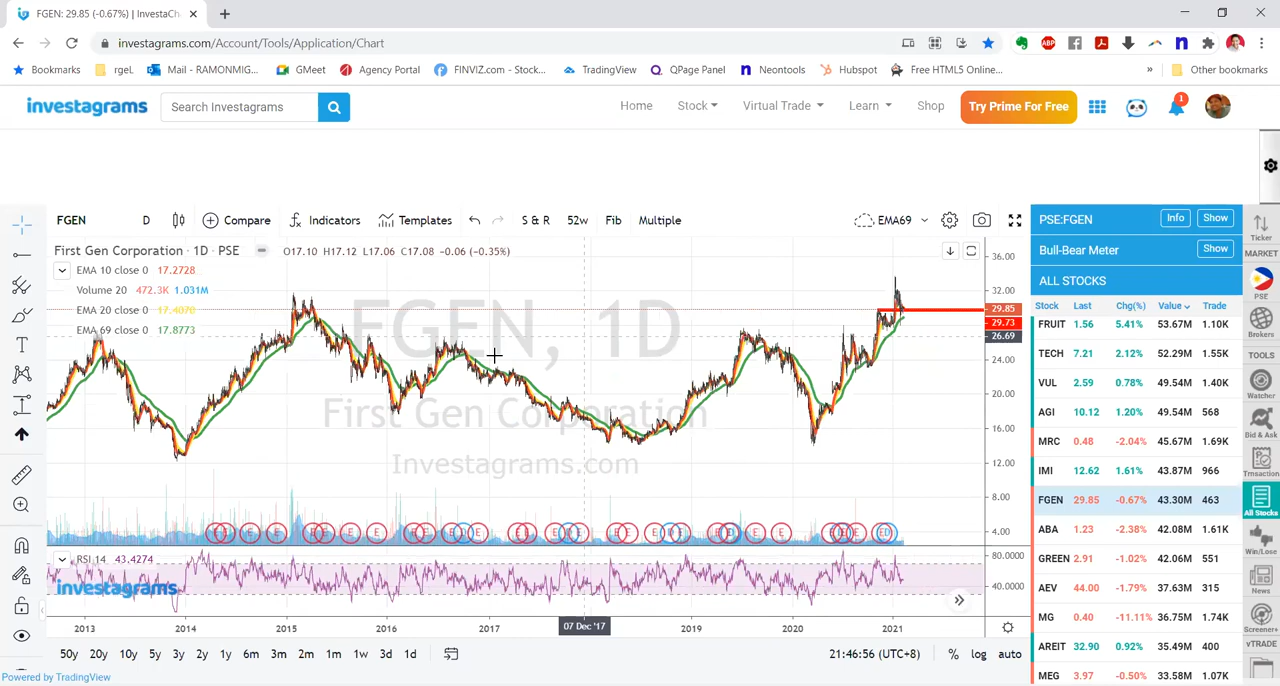 FGEN: 29.85 (-0.67%) | InvestaCh
investagrams.com/Account/Tools/Application/Chart
Bookmarks rgeL Mail - RAMONMIG... GMeet Agency Portal FINVIZ.com - Stock... TradingView QPage Panel Neontools Hubspot Free HTML5 Online... » Other bookmarks
investagrams Search Investagrams Home Stock Virtual Trade Learn Shop Try Prime For Free 1
FGEN D Compare Indicators Templates S & R 52w Fib Multiple EMA69
First Gen Corporation · 1D · PSE O17.10 H17.12 L17.06 C17.08 -0.06 (-0.35%)
EMA 10 close 0 17.2728
Volume 20 472.3K 1.031M
EMA 20 close 0 17.4070
EMA 69 close 0 17.8773
FGEN, 1D
First Gen Corporation
Investagrams.com
36.00
32.00
29.85
29.73
26.69
24.00
20.00
16.00
12.00
8.00
4.00
RSI 14 43.4274
investagrams
80.0000
40.0000
2013 2014 2015 2016 2017 07 Dec '17 2019 2020 2021
50y 20y 10y 5y 3y 2y 1y 6m 3m 2m 1m 1w 3d 1d 21:46:56 (UTC+8) % log auto
Powered by TradingView
PSE:FGEN Info Show
Bull-Bear Meter Show
ALL STOCKS
Stock Last Chg(%) Value Trade
FRUIT 1.56 5.41% 53.67M 1.10K
TECH 7.21 2.12% 52.29M 1.55K
VUL 2.59 0.78% 49.54M 1.40K
AGI 10.12 1.20% 49.54M 568
MRC 0.48 -2.04% 45.67M 1.69K
IMI 12.62 1.61% 43.87M 966
FGEN 29.85 -0.67% 43.30M 463
ABA 1.23 -2.38% 42.08M 1.61K
GREEN 2.91 -1.02% 42.06M 551
AEV 44.00 -1.79% 37.63M 315
MG 0.40 -11.11% 36.75M 1.74K
AREIT 32.90 0.92% 35.49M 400
MEG 3.97 -0.50% 33.58M 1.07K
Ticker
MARKET
PSE
Brokers
TOOLS
Watcher
Bid & Ask
Trnsaction
All Stocks
Win/Lose
News
Screener+
vTRADE